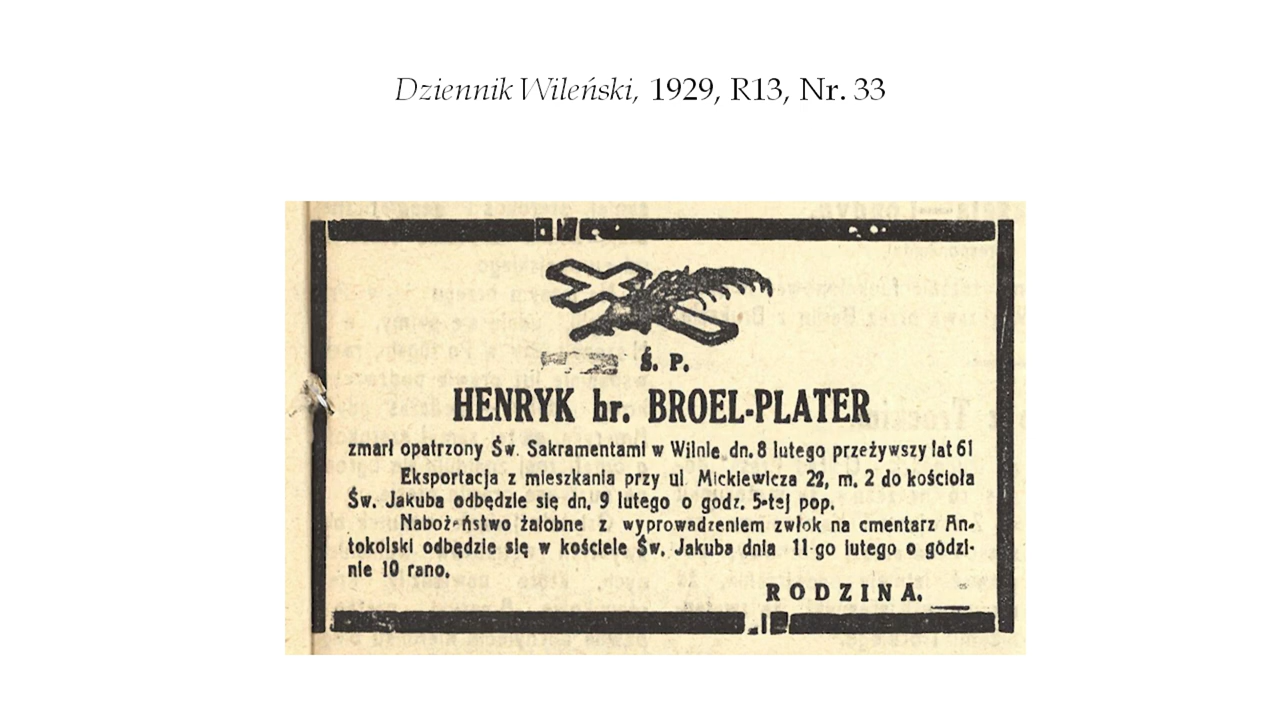 Dziennik Wileński, 1929, R13, Nr. 33
Ś. P.
HENRYK hr. BROEL-PLATER
zmarł opatrzony Św. Sakramentami w Wilnie dn. 8 lutego przeżywszy lat 61
Eksportacja z mieszkania przy ul Mickiewicza 22, m. 2 do kościoła
Św. Jakuba odbędzie się dn. 9 lutego o godz. 5-tej pop.
Naboż-ństwo żałobne z wyprowadzeniem zwłok na cmentarz An-
tokolski odbędzie się w kościele Św. Jakuba dnia 11-go lutego o godzi-
nie 10 rano.
RODZINA.